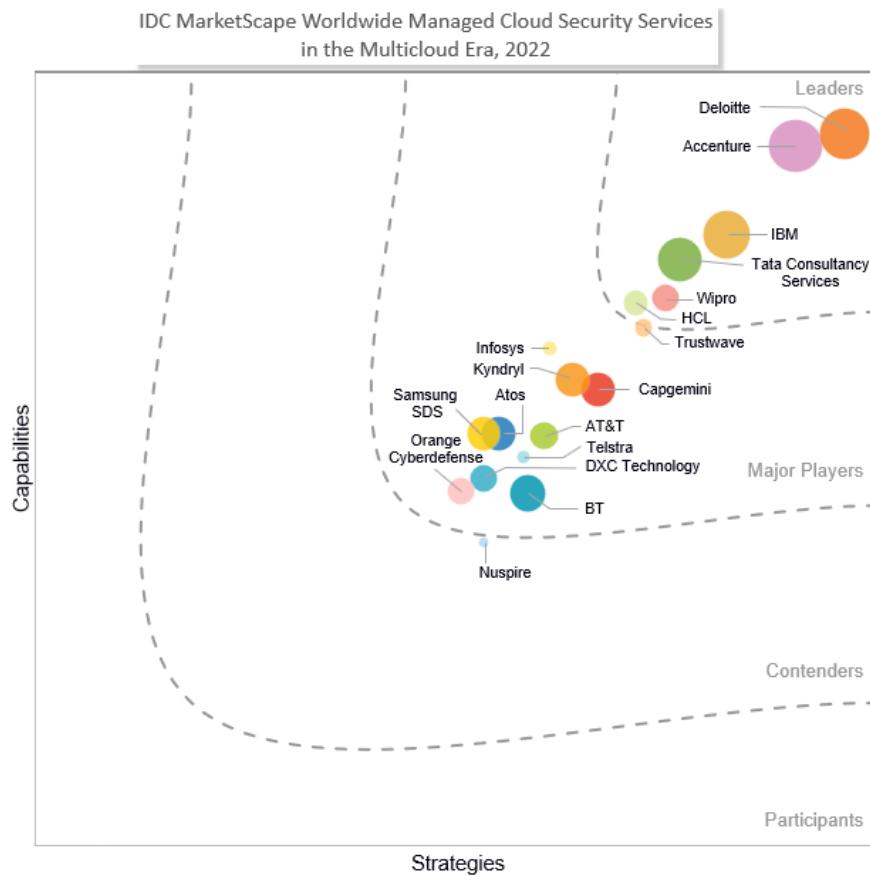 IDC MarketScape Worldwide Managed Cloud Security Services
in the Multicloud Era, 2022
Leaders
Deloitte
Accenture
IBM
Tata Consultancy
Services
Wipro
HCL
Trustwave
Infosys
Kyndryl
Capgemini
Samsung
SDS
Atos
AT&T
Orange
Cyberdefense
Telstra
DXC Technology
Major Players
BT
Nuspire
Capabilities
Contenders
Participants
Strategies